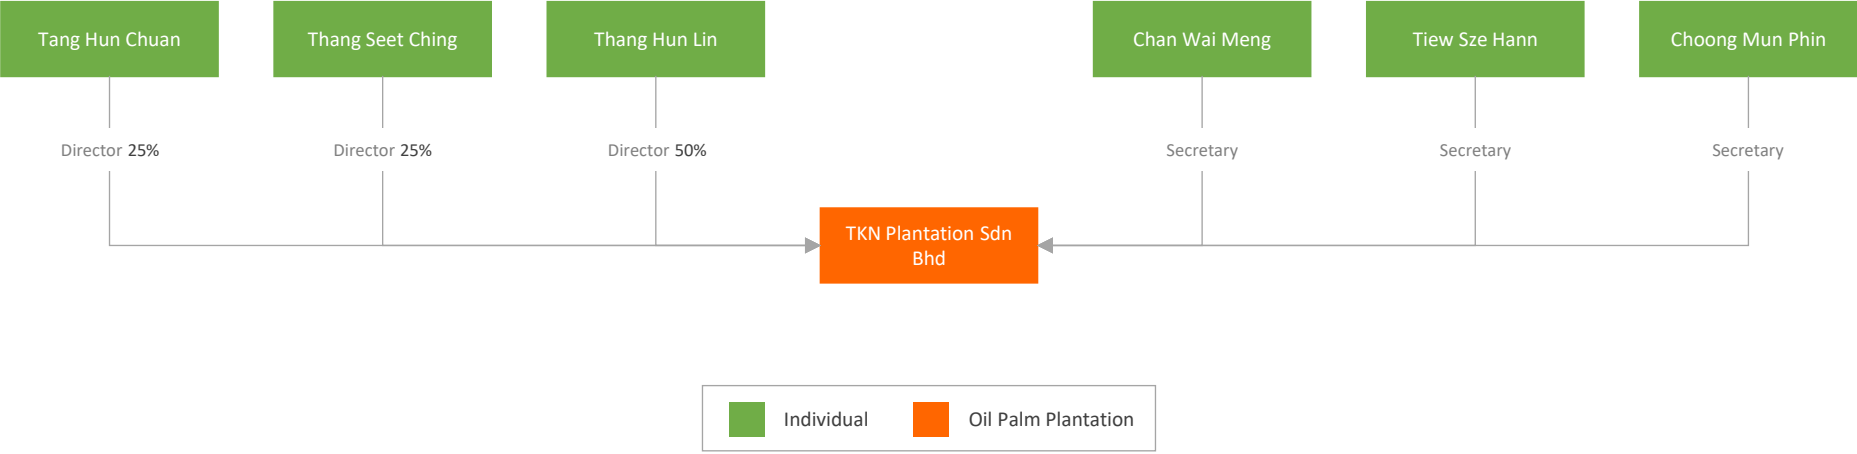 Tang Hun Chuan
Thang Seet Ching
Thang Hun Lin
Chan Wai Meng
Tiew Sze Hann
Choong Mun Phin
Director 25%
Director 25%
Director 50%
Secretary
Secretary
Secretary
TKN Plantation Sdn
Bhd
Individual
Oil Palm Plantation